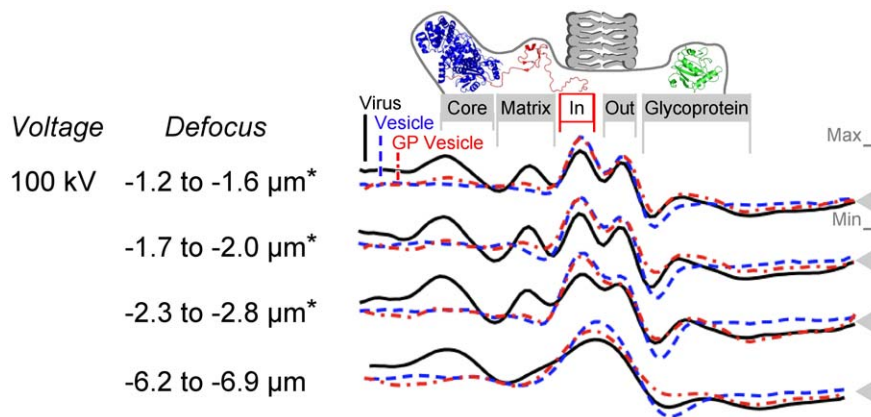 Core Matrix In Out Glycoprotein
Virus
Vesicle
GP Vesicle
Voltage Defocus
Max
100 kV -1.2 to -1.6 µm*
Min
-1.7 to -2.0 µm*
-2.3 to -2.8 µm*
-6.2 to -6.9 µm